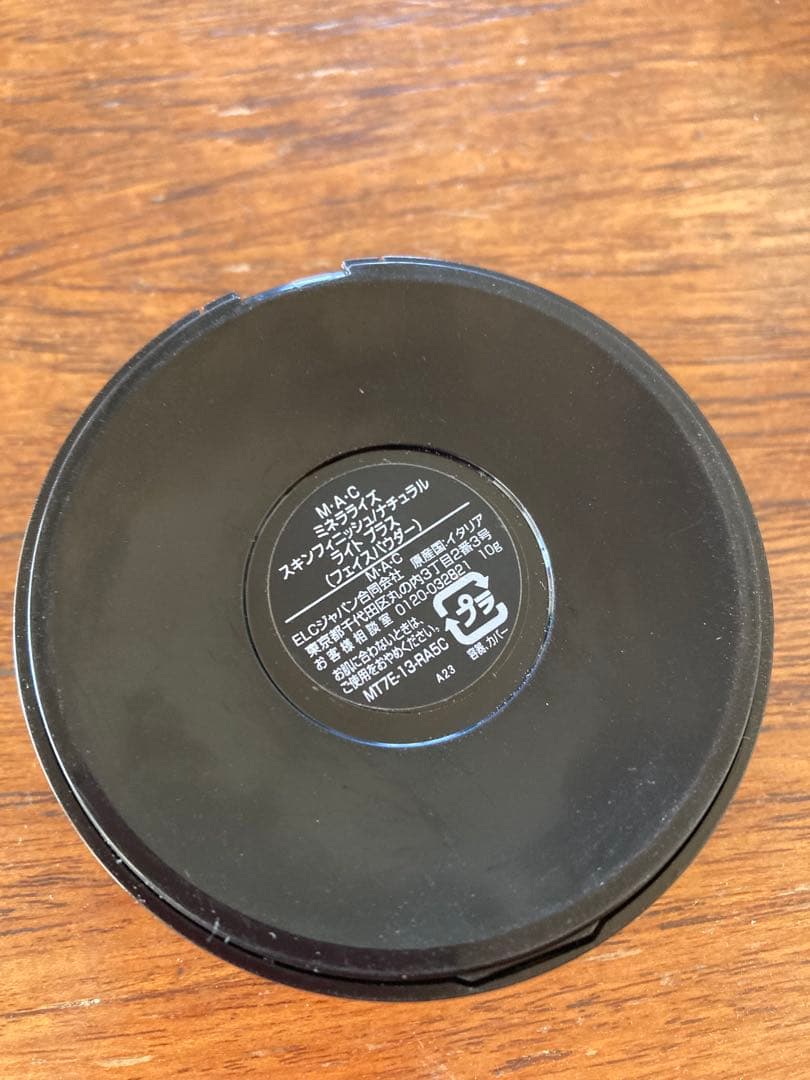 M・A・C
ミネラライズ
スキンフィニッシュ/ナチュラル
ライト プラス
(フェイスパウダー)
M・A・C
ELCジャパン合同会社 原産国:イタリア
東京都千代田区丸の内3丁目2番3号
お客様相談室 0120-032821 10g
お肌に合わないときは、
ご使用をおやめください。
MT7E-13-RA5C
A23
プラ
容器、カバー